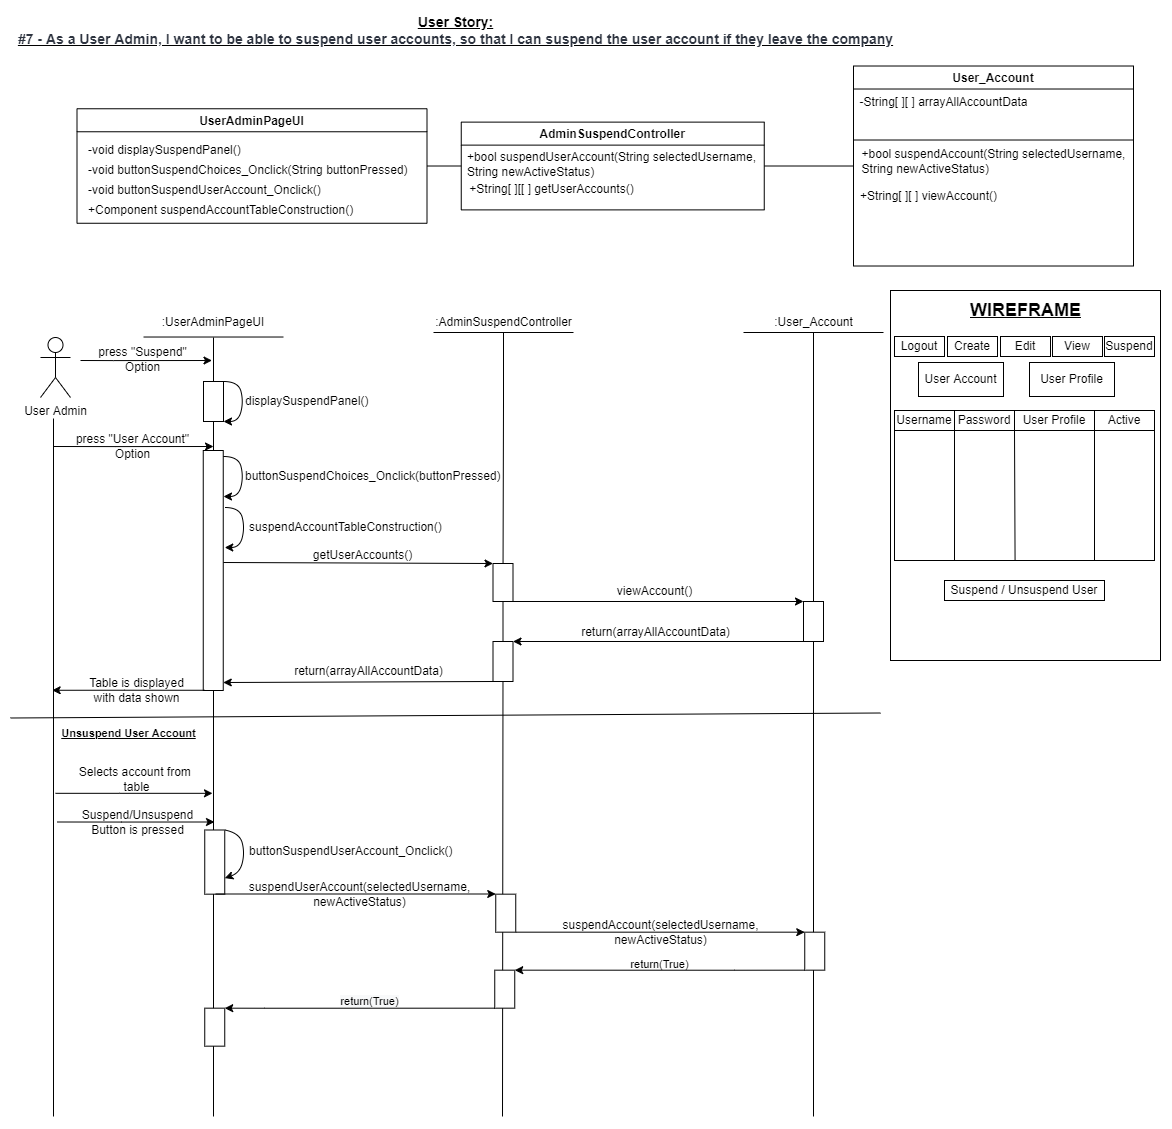 User Story:
#7 - As a User Admin, I want to be able to suspend user accounts, so that I can suspend the user account if they leave the company
UserAdminPageUI
-void displaySuspendPanel()
-void buttonSuspendChoices_Onclick(String buttonPressed)
-void buttonSuspendUserAccount_Onclick()
+Component suspendAccountTableConstruction()
AdminSuspendController
+bool suspendUserAccount(String selectedUsername,
String newActiveStatus)
+String[ ][[ ] getUserAccounts()
User_Account
-String[ ][ ] arrayAllAccountData
+bool suspendAccount(String selectedUsername,
String newActiveStatus)
+String[ ][ ] viewAccount()
:UserAdminPageUI
:AdminSuspendController
:User_Account
User Admin
press "Suspend"
Option
displaySuspendPanel()
press "User Account"
Option
buttonSuspendChoices_Onclick(buttonPressed)
suspendAccountTableConstruction()
getUserAccounts()
viewAccount()
return(arrayAllAccountData)
return(arrayAllAccountData)
Table is displayed
with data shown
Unsuspend User Account
Selects account from
table
Suspend/Unsuspend
Button is pressed
buttonSuspendUserAccount_Onclick()
suspendUserAccount(selectedUsername,
newActiveStatus)
suspendAccount(selectedUsername,
newActiveStatus)
return(True)
return(True)
WIREFRAME
Logout Create Edit View Suspend
User Account User Profile
Username Password User Profile Active
Suspend / Unsuspend User